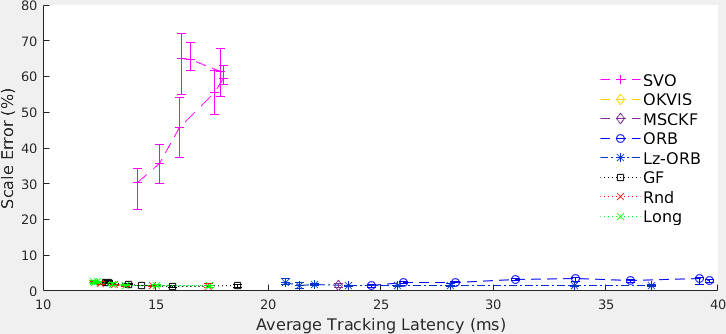 80
70
60
50
40
30
20
10
0
Scale Error (%)
10
15
20
25
30
35
40
Average Tracking Latency (ms)
SVO
OKVIS
MSCKF
ORB
Lz-ORB
GF
Rnd
Long